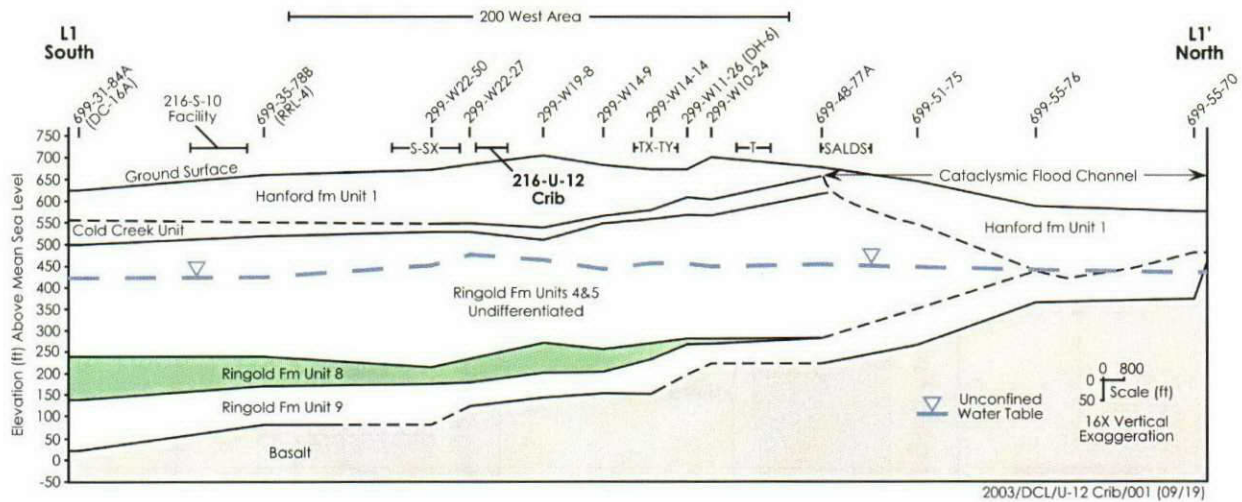 200 West Area
L1
South
L1'
North
699-31-84A
(DC-16A)
216-S-10
Facility
699-35-78B
(RRL-4)
299-W22-50
299-W22-27
299-W19-8
299-W14-9
299-W14-14
299-W11-26 (DH-6)
299-W10-24
699-48-77A
699-51-75
699-55-76
699-55-70
S-SX
216-U-12
Crib
TX-TY
T
SALDS
Elevation (ft) Above Mean Sea Level
750
700
650
600
550
500
450
400
350
300
250
200
150
100
50
0
-50
Ground Surface
Hanford fm Unit 1
Cataclysmic Flood Channel
Hanford fm Unit 1
Cold Creek Unit
Ringold Fm Units 4&5
Undifferentiated
Ringold Fm Unit 8
Ringold Fm Unit 9
Basalt
Unconfined
Water Table
0 800
0
50
Scale (ft)
16X Vertical
Exaggeration
2003/DCL/U-12 Crib/001 (09/19)